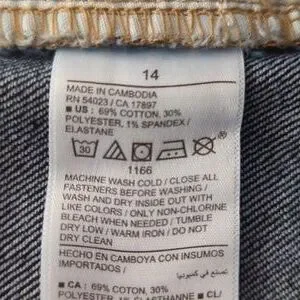 14
MADE IN CAMBODIA
RN 54023 / CA 17897
■ US: 69% COTTON, 30%
POLYESTER, 1% SPANDEX /
ELASTANE
30
1166
MACHINE WASH COLD / CLOSE ALL
FASTENERS BEFORE WASHING /
WASH AND DRY INSIDE OUT WITH
LIKE COLORS / ONLY NON-CHLORINE
BLEACH WHEN NEEDED / TUMBLE
DRY LOW / WARM IRON / DO NOT
DRY CLEAN
HECHO EN CAMBOYA CON INSUMOS
IMPORTADOS / صنع في كمبوديا
■ CA: 69% COTTON, 30%